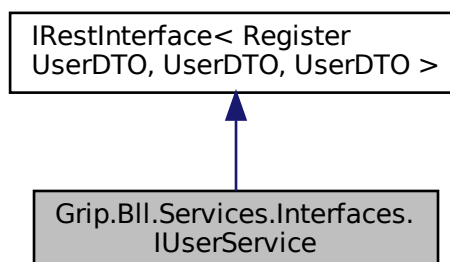 IRestInterface< Register
UserDTO, UserDTO, UserDTO >
Grip.Bll.Services.Interfaces.
IUserService